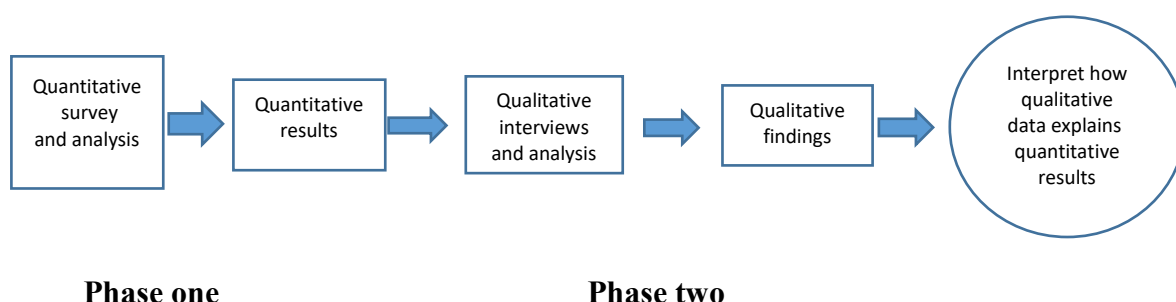 Quantitative
survey
and analysis
Quantitative
results
Qualitative
interviews
and analysis
Qualitative
findings
Interpret how
qualitative
data explains
quantitative
results
Phase one
Phase two